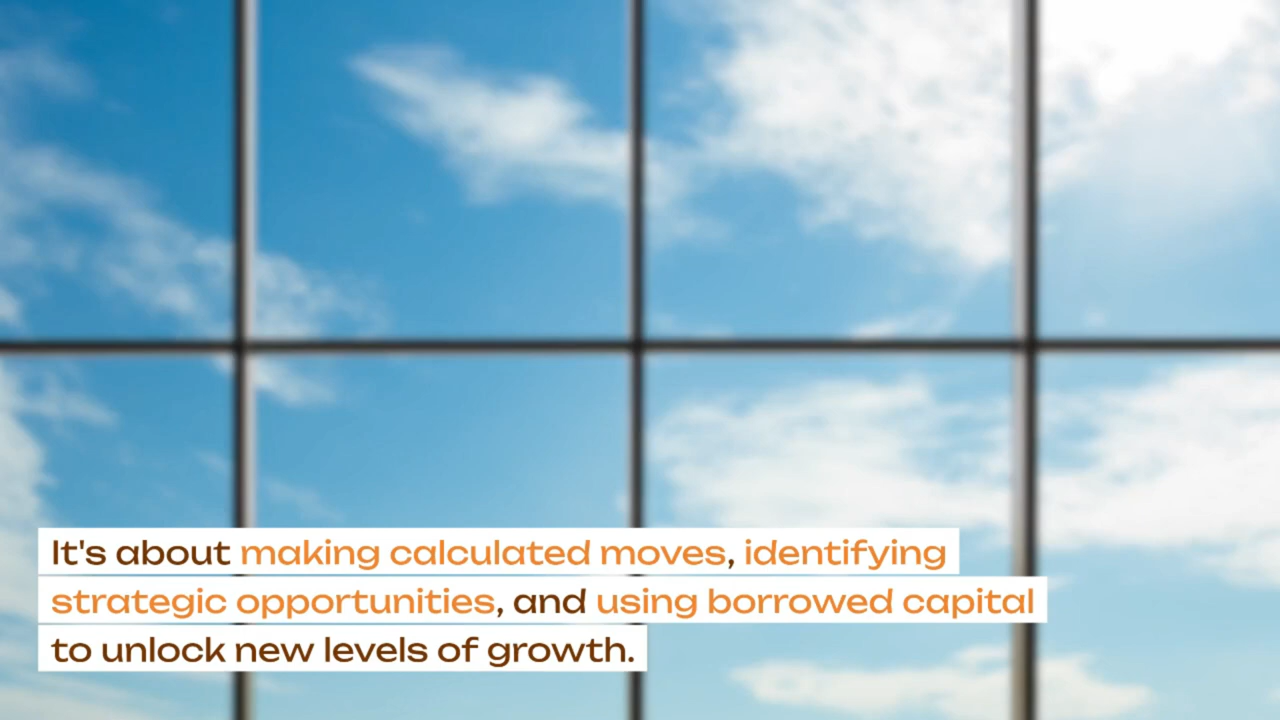 It's about making calculated moves, identifying
strategic opportunities, and using borrowed capital
to unlock new levels of growth.